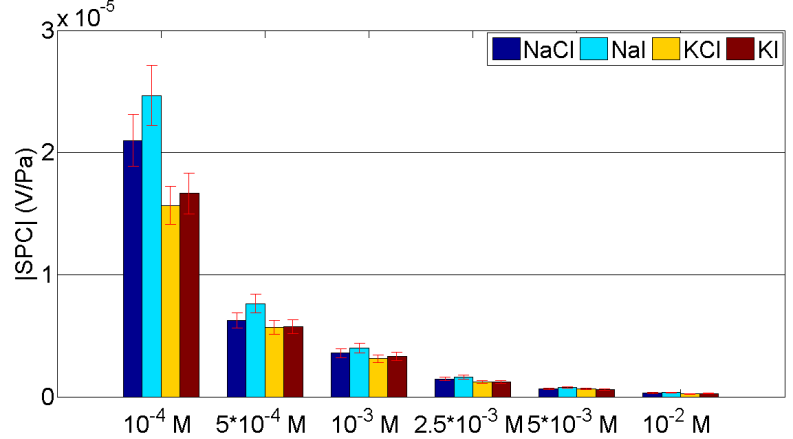 3 x 10⁻⁵
NaCl NaI KCl KI
2
1
0
|SPC| (V/Pa)
10⁻⁴ M 5*10⁻⁴ M 10⁻³ M 2.5*10⁻³ M 5*10⁻³ M 10⁻² M